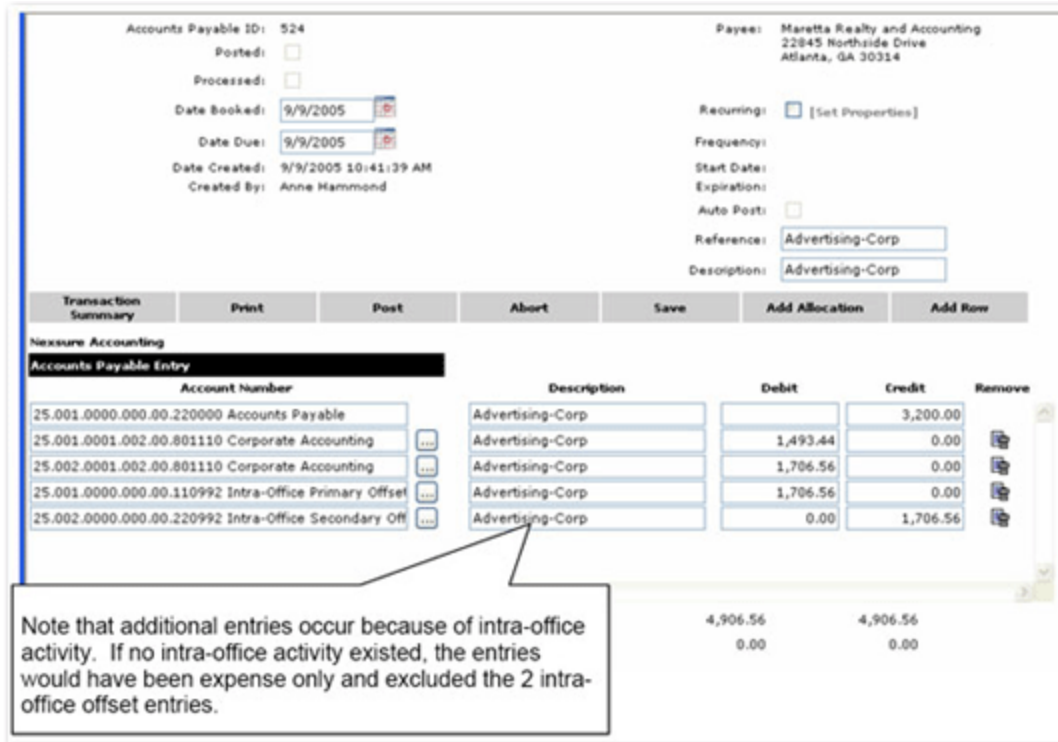 Accounts Payable ID: 524
Posted:
Processed:
Date Booked: 9/9/2005
Date Due: 9/9/2005
Date Created: 9/9/2005 10:41:39 AM
Created By: Anne Hammond
Payee: Maretta Realty and Accounting
22845 Northside Drive
Atlanta, GA 30314
Recurring: [Set Properties]
Frequency:
Start Date:
Expiration:
Auto Post:
Reference: Advertising-Corp
Description: Advertising-Corp
Transaction Summary Print Post Abort Save Add Allocation Add Row
Nexsure Accounting
Accounts Payable Entry
Account Number Description Debit Credit Remove
25.001.0000.000.00.220000 Accounts Payable Advertising-Corp 3,200.00
25.001.0001.002.00.801110 Corporate Accounting ... Advertising-Corp 1,493.44 0.00
25.002.0001.002.00.801110 Corporate Accounting ... Advertising-Corp 1,706.56 0.00
25.001.0000.000.00.110992 Intra-Office Primary Offset ... Advertising-Corp 1,706.56 0.00
25.002.0000.000.00.220992 Intra-Office Secondary Off ... Advertising-Corp 0.00 1,706.56
4,906.56 4,906.56
0.00 0.00
Note that additional entries occur because of intra-office
activity. If no intra-office activity existed, the entries
would have been expense only and excluded the 2 intra-
office offset entries.